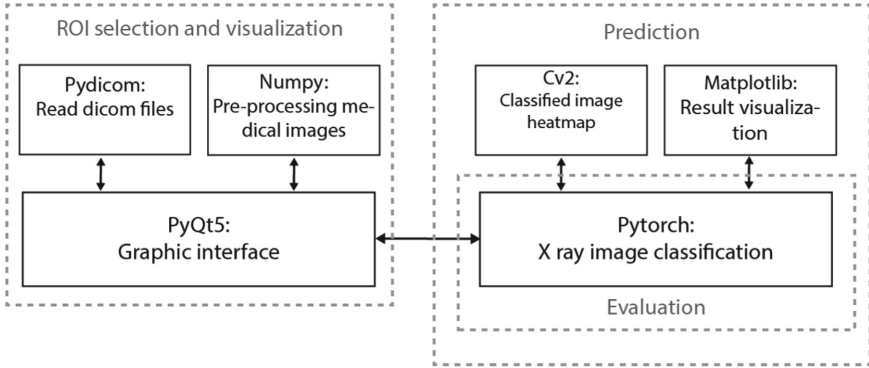 ROI selection and visualization
Pydicom:
Read dicom files
Numpy:
Pre-processing me-
dical images
PyQt5:
Graphic interface
Prediction
Cv2:
Classified image
heatmap
Matplotlib:
Result visualiza-
tion
Pytorch:
X ray image classification
Evaluation